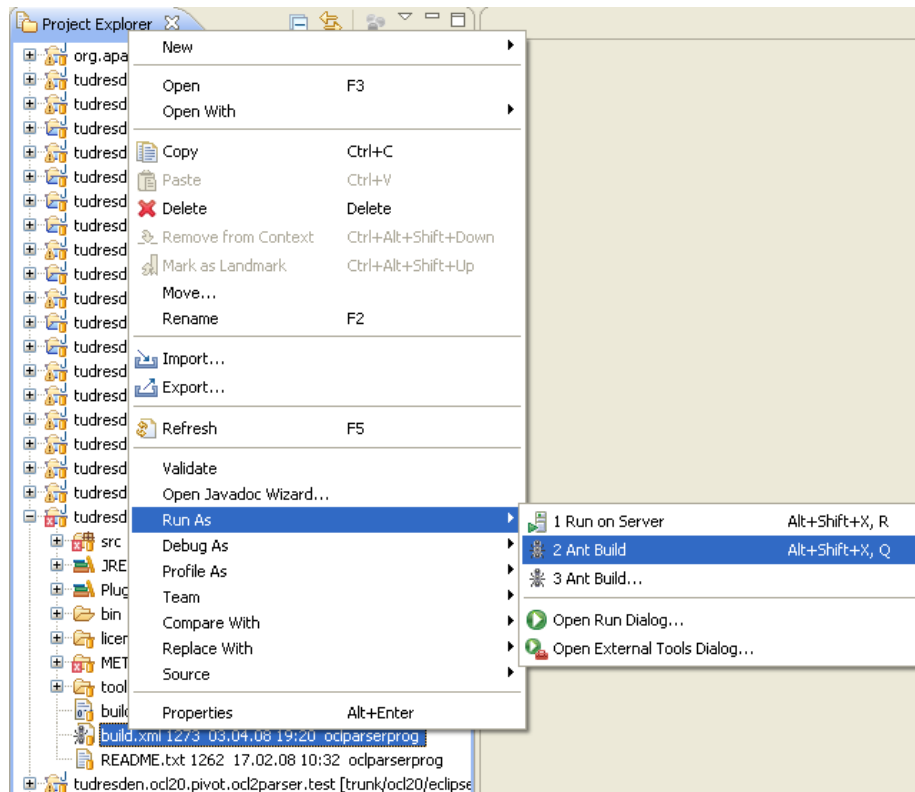 Project Explorer
org.apa
New
tudresd
Open F3
tudresd
Open With
tudresd
tudresd
Copy Ctrl+C
tudresd
Paste Ctrl+V
tudresd
Delete Delete
tudresd
Remove from Context Ctrl+Alt+Shift+Down
tudresd
Mark as Landmark Ctrl+Alt+Shift+Up
tudresd
Move...
tudresd
Rename F2
tudresd
tudresd
Import...
tudresd
Export...
tudresd
tudresd
Refresh F5
tudresd
tudresd
Validate
tudresd
Open Javadoc Wizard...
tudresd
Run As
1 Run on Server Alt+Shift+X, R
src
Debug As
2 Ant Build Alt+Shift+X, Q
JRE
Profile As
3 Ant Build...
Plug
Team
bin
Compare With
Open Run Dialog...
licen
Replace With
Open External Tools Dialog...
MET
Source
tool
build
Properties Alt+Enter
build.xml 1273 03.04.08 19:20 oclparserprog
README.txt 1262 17.02.08 10:32 oclparserprog
tudresden.ocl20.pivot.ocl2parser.test [trunk/ocl20/eclipse